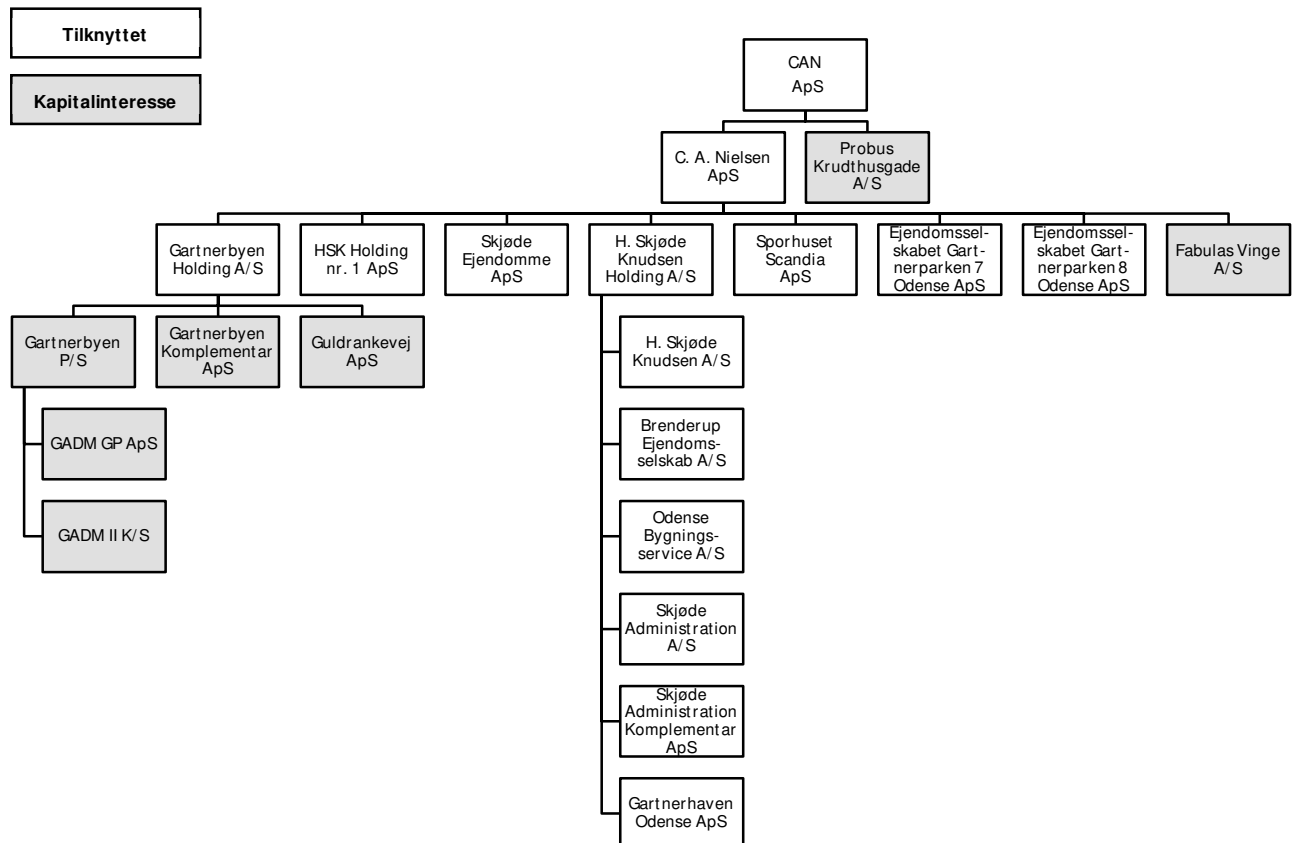 Tilknyttet
Kapitalinteresse
CAN
ApS
C. A. Nielsen
ApS
Probus
Krudthusgade
A/S
Gartnerbyen
Holding A/S
HSK Holding
nr. 1 ApS
Skjøde
Ejendomme
ApS
H. Skjøde
Knudsen
Holding A/S
Sporhuset
Scandia
ApS
Ejendomssel-
skabet Gart-
nerparken 7
Odense ApS
Ejendomssel-
skabet Gart-
nerparken 8
Odense ApS
Fabulas Vinge
A/S
Gartnerbyen
P/S
Gartnerbyen
Komplementar
ApS
Guldrankevej
ApS
GADM GP ApS
GADM II K/S
H. Skjøde
Knudsen A/S
Brenderup
Ejendoms-
selskab A/S
Odense
Bygnings-
service A/S
Skjøde
Administration
A/S
Skjøde
Administration
Komplementar
ApS
Gartnerhaven
Odense ApS